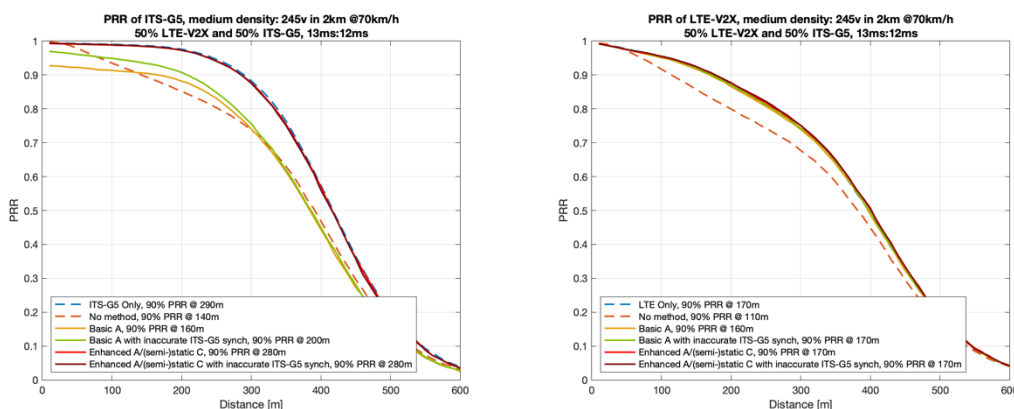 PRR of ITS-G5, medium density: 245v in 2km @70km/h
50% LTE-V2X and 50% ITS-G5, 13ms:12ms
1
0.9
0.8
0.7
0.6
0.5
0.4
0.3
0.2
0.1
0
PRR
ITS-G5 Only, 90% PRR @ 290m
No method, 90% PRR @ 140m
Basic A, 90% PRR @ 160m
Basic A with inaccurate ITS-G5 synch, 90% PRR @ 200m
Enhanced A/(semi-)static C, 90% PRR @ 280m
Enhanced A/(semi-)static C with inaccurate ITS-G5 synch, 90% PRR @ 280m
0 100 200 300 400 500 600
Distance [m]
PRR of LTE-V2X, medium density: 245v in 2km @70km/h
50% LTE-V2X and 50% ITS-G5, 13ms:12ms
1
0.9
0.8
0.7
0.6
0.5
0.4
0.3
0.2
0.1
0
PRR
LTE Only, 90% PRR @ 170m
No method, 90% PRR @ 110m
Basic A, 90% PRR @ 160m
Basic A with inaccurate ITS-G5 synch, 90% PRR @ 170m
Enhanced A/(semi-)static C, 90% PRR @ 170m
Enhanced A/(semi-)static C with inaccurate ITS-G5 synch, 90% PRR @ 170m
0 100 200 300 400 500 600
Distance [m]